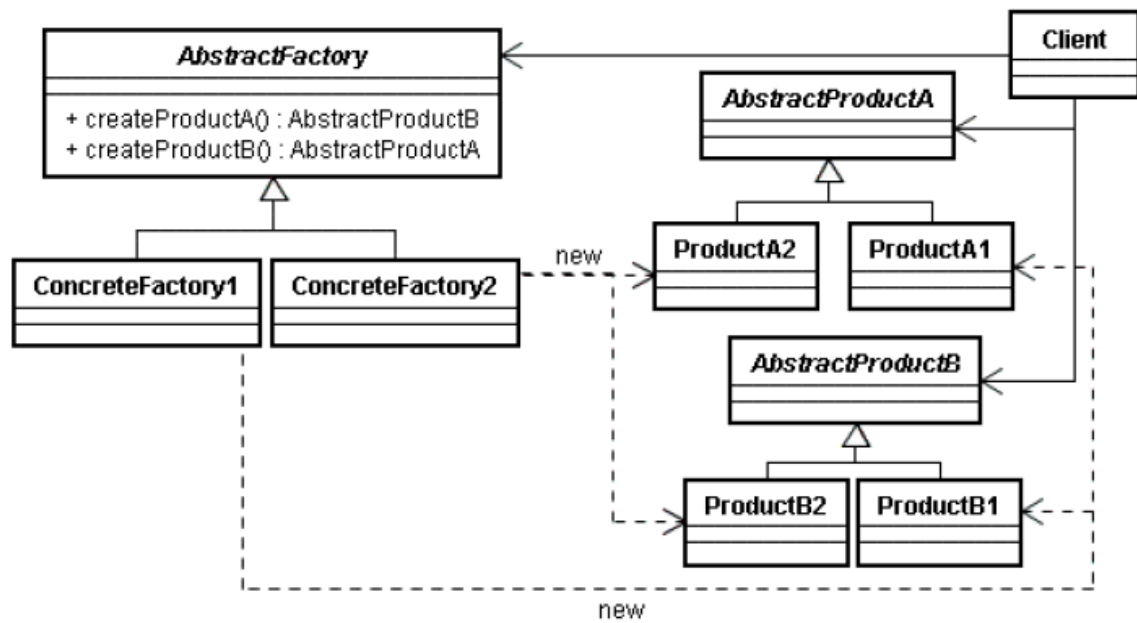 AbstractFactory
+ createProductA() : AbstractProductB
+ createProductB() : AbstractProductA
Client
AbstractProductA
ConcreteFactory1
ConcreteFactory2
new
ProductA2
ProductA1
AbstractProductB
ProductB2
ProductB1
new